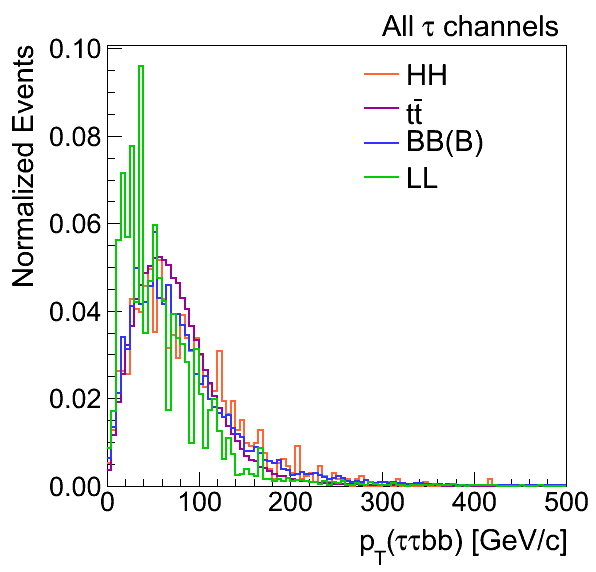 All τ channels
Normalized Events
0.10
0.08
0.06
0.04
0.02
0.00
HH
tt̄
BB(B)
LL
0 100 200 300 400 500
p_T(ττbb) [GeV/c]